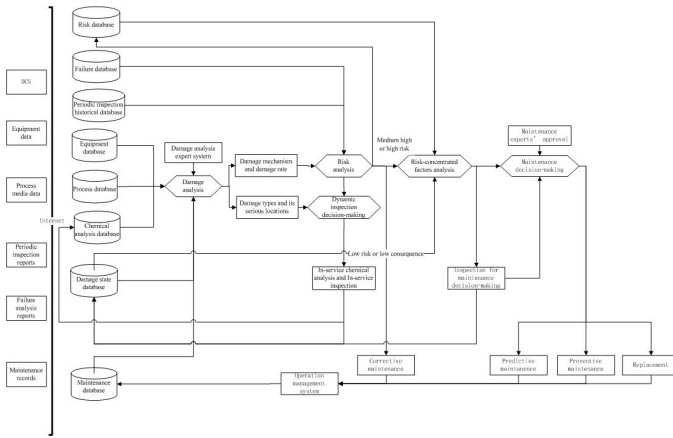 Risk database
Failure database
Periodic inspection
historical database
Equipment
database
Process database
Chemical
analysis database
Damage state
database
Maintenance
database
Equipment
data
Process
media data
Internet
Periodic
inspection
reports
Failure
analysis
reports
Maintenance
records
Damage analysis
expert system
Damage
analysis
Damage mechanism
and damage rate
Damage types and its
serious locations
Risk
analysis
Dynamic
inspection
decision-making
Medium high
or high risk
Low risk or low consequence
In-service chemical
analysis and In-service
inspection
Risk-concentrated
factors analysis
Maintenance
experts' approval
Maintenance
decision-making
Inspection for
maintenance
decision-making
Corrective
maintenance
Predictive
maintanence
Preventive
maintenance
Replacement
Operation
management
system